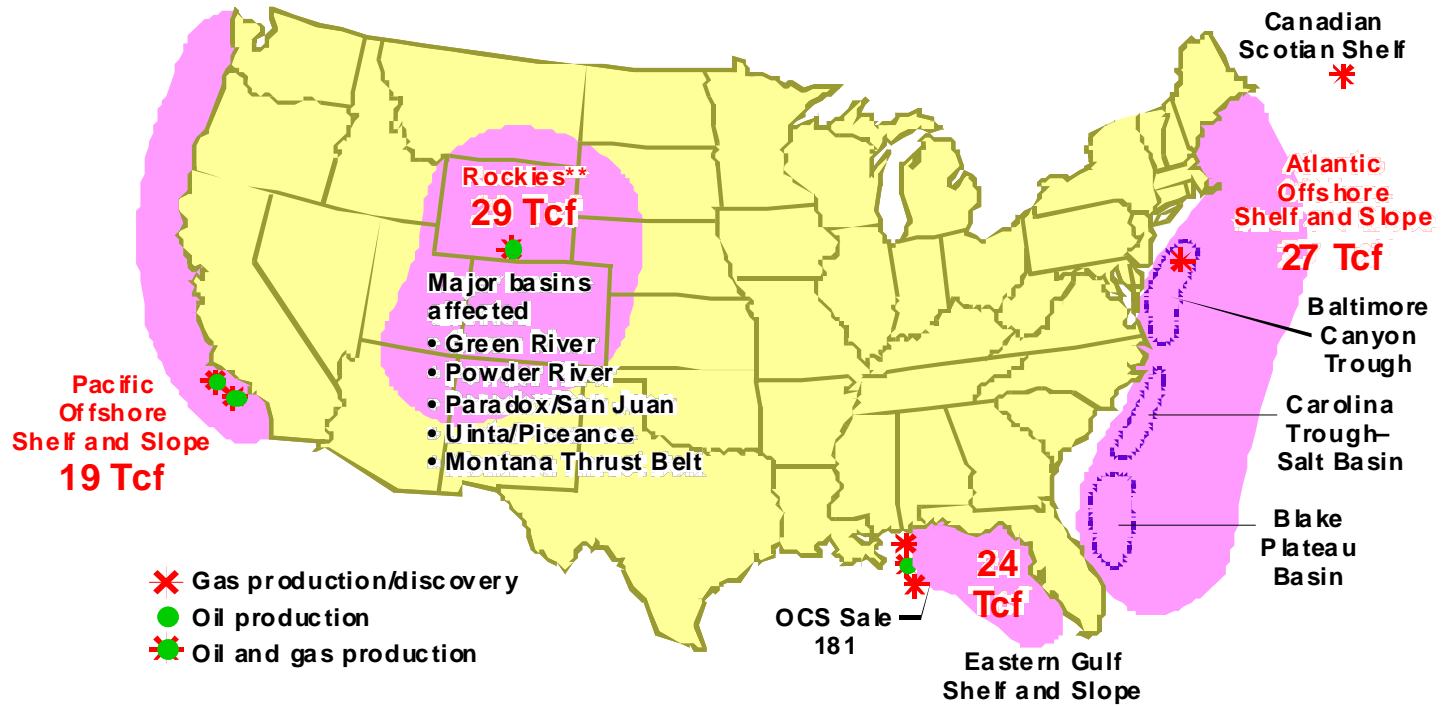 Canadian
Scotian Shelf
Rockies**
29 Tcf
Major basins
affected
• Green River
• Powder River
• Paradox/San Juan
• Uinta/Piceance
• Montana Thrust Belt
Atlantic
Offshore
Shelf and Slope
27 Tcf
Baltimore
Canyon
Trough
Carolina
Trough–
Salt Basin
Blake
Plateau
Basin
Pacific
Offshore
Shelf and Slope
19 Tcf
24
Tcf
OCS Sale
181
Eastern Gulf
Shelf and Slope
Gas production/discovery
Oil production
Oil and gas production